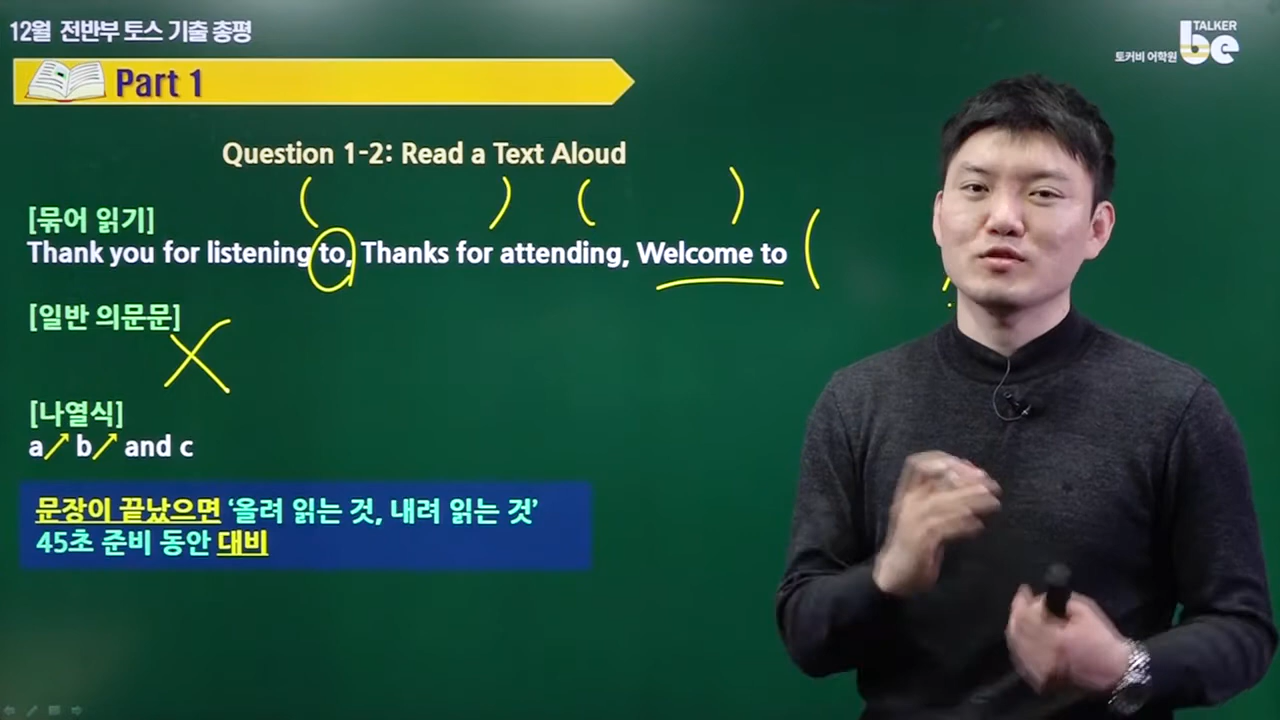 12월 전반부 토스 기출 총평
TALKER
be
토커비 어학원
Part 1
Question 1-2: Read a Text Aloud
[묶어 읽기]
Thank you for listening to, Thanks for attending, Welcome to
[일반 의문문]
[나열식]
a↗ b↗ and c
문장이 끝났으면 ‘올려 읽는 것, 내려 읽는 것’
45초 준비 동안 대비